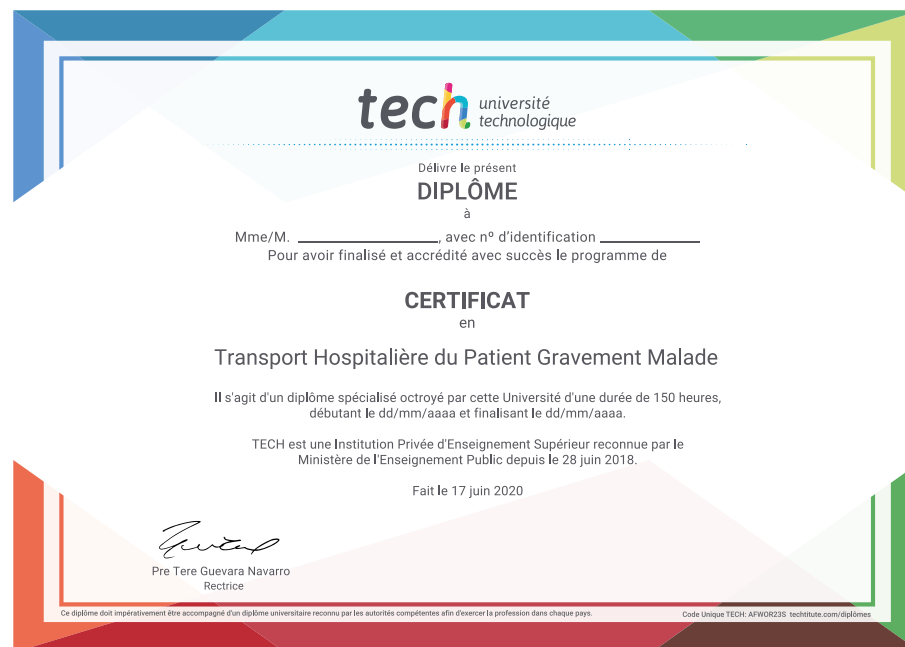 tech université
technologique
Délivre le présent
DIPLÔME
à
Mme/M. ____________________, avec nº d'identification ______________
Pour avoir finalisé et accrédité avec succès le programme de
CERTIFICAT
en
Transport Hospitalière du Patient Gravement Malade
Il s'agit d'un diplôme spécialisé octroyé par cette Université d'une durée de 150 heures,
débutant le dd/mm/aaaa et finalisant le dd/mm/aaaa.
TECH est une Institution Privée d'Enseignement Supérieur reconnue par le
Ministère de l'Enseignement Public depuis le 28 juin 2018.
Fait le 17 juin 2020
Pre Tere Guevara Navarro
Rectrice
Ce diplôme doit impérativement être accompagné d'un diplôme universitaire reconnu par les autorités compétentes afin d'exercer la profession dans chaque pays.
Code Unique TECH: AFWOR23S techtitute.com/diplômes